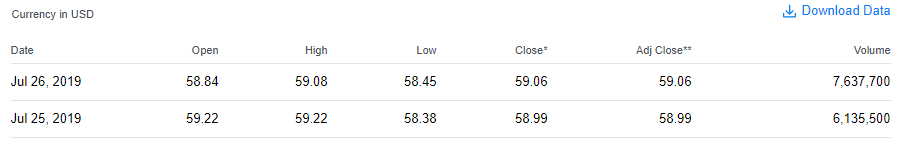 Currency in USD
Download Data
Date Open High Low Close* Adj Close** Volume
Jul 26, 2019 58.84 59.08 58.45 59.06 59.06 7,637,700
Jul 25, 2019 59.22 59.22 58.38 58.99 58.99 6,135,500